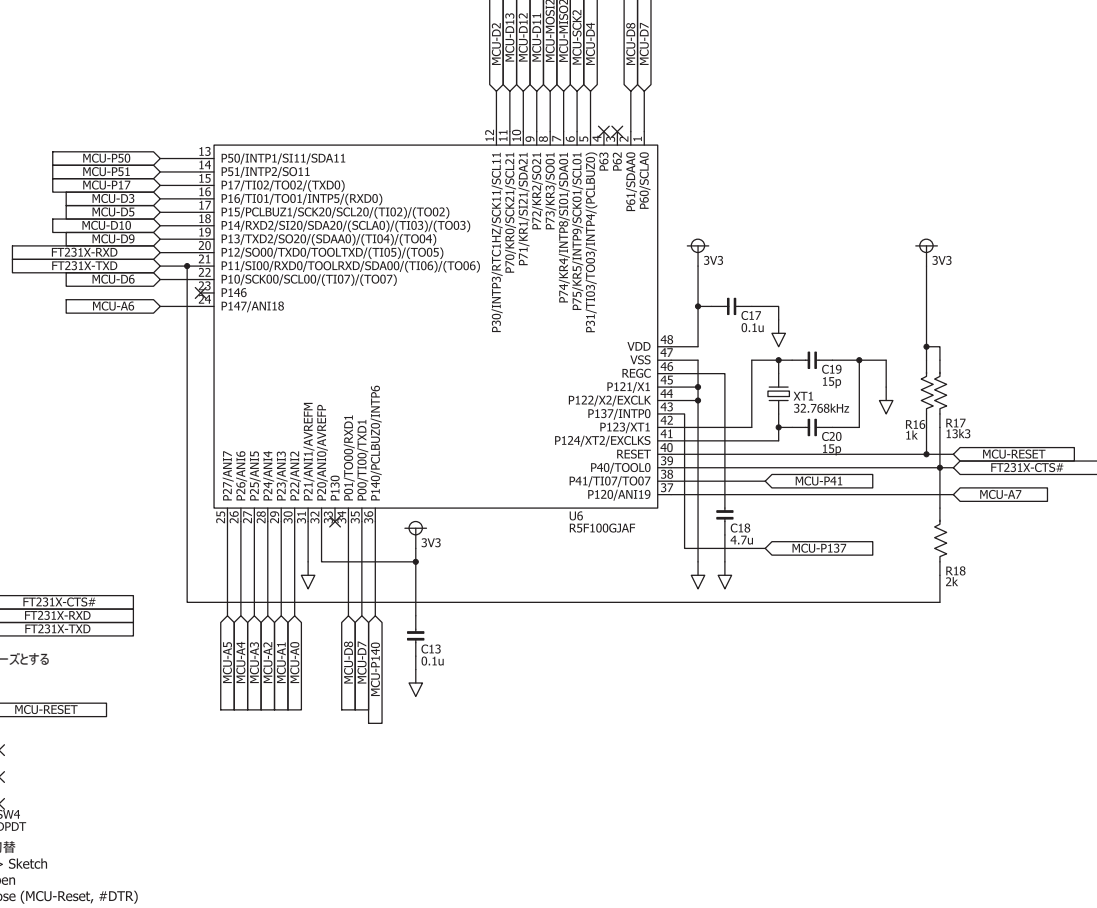 MCU-D2
MCU-D13
MCU-D12
MCU-D11
MCU-MOSI2
MCU-MISO2
MCU-SCK2
MCU-D4
MCU-D8
MCU-D7
12
11
10
9
8
7
6
5
4
3
2
1
P30/INTP3/RTC1HZ/SCK11/SCL11
P70/KR0/SCK21/SCL21
P71/KR1/SI21/SDA21
P72/KR2/SO21
P73/KR3/SO01
P74/KR4/INTP8/SI01/SDA01
P75/KR5/INTP9/SCK01/SCL01
P31/TI03/TO03/INTP4/(PCLBUZ0)
P63
P62
P61/SDAA0
P60/SCLA0
MCU-P50 13 P50/INTP1/SI11/SDA11
MCU-P51 14 P51/INTP2/SO11
MCU-P17 15 P17/TI02/TO02/(TXD0)
MCU-D3 16 P16/TI01/TO01/INTP5/(RXD0)
MCU-D5 17 P15/PCLBUZ1/SCK20/SCL20/(TI02)/(TO02)
MCU-D10 18 P14/RXD2/SI20/SDA20/(SCLA0)/(TI03)/(TO03)
MCU-D9 19 P13/TXD2/SO20/(SDAA0)/(TI04)/(TO04)
FT231X-RXD 20 P12/SO00/TXD0/TOOLTXD/(TI05)/(TO05)
FT231X-TXD 21 P11/SI00/RXD0/TOOLRXD/SDA00/(TI06)/(TO06)
MCU-D6 22 P10/SCK00/SCL00/(TI07)/(TO07)
23 P146
MCU-A6 24 P147/ANI18
3V3
3V3
C17
0.1u
VDD 48
VSS 47
REGC 46
P121/X1 45
P122/X2/EXCLK 44
P137/INTP0 43
P123/XT1 42
P124/XT2/EXCLKS 41
RESET 40
P40/TOOL0 39
P41/TI07/TO07 38
P120/ANI19 37
C19
15p
XT1
32.768kHz
C20
15p
R16
1k
R17
13k3
MCU-RESET
FT231X-CTS#
MCU-P41
MCU-A7
P27/ANI7
P26/ANI6
P25/ANI5
P24/ANI4
P23/ANI3
P22/ANI2
P21/ANI1/AVREFM
P20/ANI0/AVREFP
P130
P01/TO00/RXD1
P00/TI00/TXD1
P140/PCLBUZ0/INTP6
25
26
27
28
29
30
31
32
33
34
35
36
U6
R5F100GJAF
3V3
C18
4.7u
MCU-P137
R18
2k
FT231X-CTS#
FT231X-RXD
FT231X-TXD
MCU-A5
MCU-A4
MCU-A3
MCU-A2
MCU-A1
MCU-A0
MCU-D8
MCU-D7
MCU-P140
C13
0.1u
ーズとする
MCU-RESET
SW4
DPDT
替
> Sketch
pen
ose (MCU-Reset, #DTR)